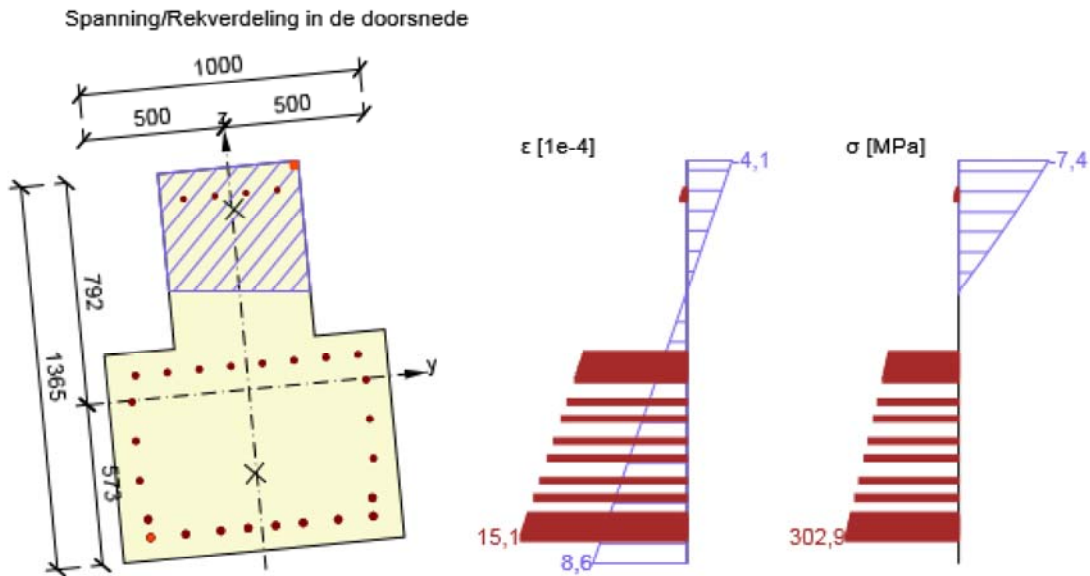 Spanning/Rekverdeling in de doorsnede
1000
500
500
z
y
792
1365
573
ε [1e-4]
-4,1
15,1
8,6
σ [MPa]
-7,4
302,9